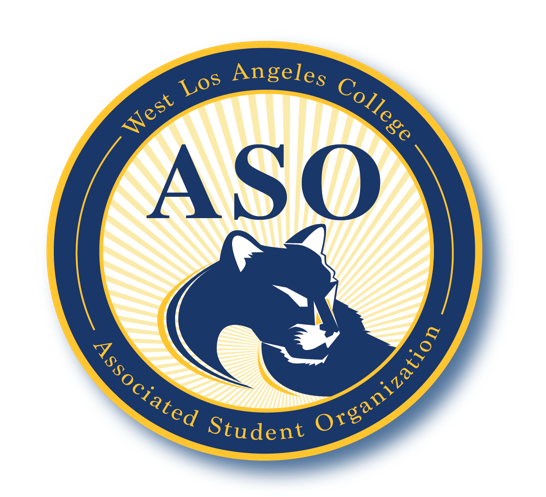 West Los Angeles College
ASO
Associated Student Organization